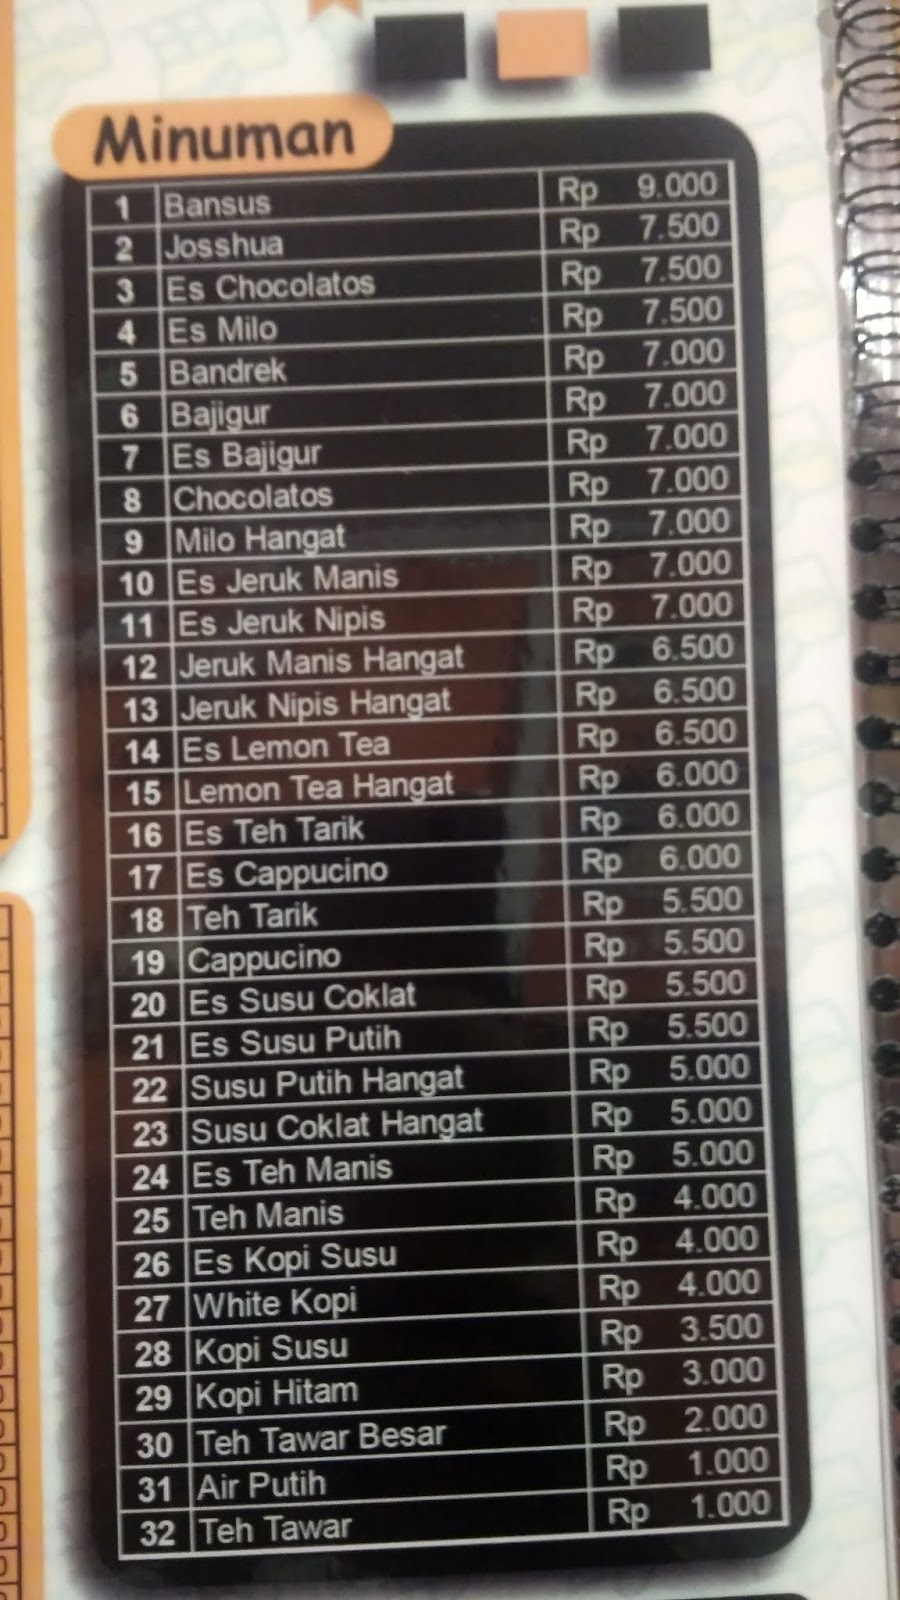 Minuman
1 Bansus Rp 9.000
2 Josshua Rp 7.500
3 Es Chocolatos Rp 7.500
4 Es Milo Rp 7.500
5 Bandrek Rp 7.000
6 Bajigur Rp 7.000
7 Es Bajigur Rp 7.000
8 Chocolatos Rp 7.000
9 Milo Hangat Rp 7.000
10 Es Jeruk Manis Rp 7.000
11 Es Jeruk Nipis Rp 7.000
12 Jeruk Manis Hangat Rp 6.500
13 Jeruk Nipis Hangat Rp 6.500
14 Es Lemon Tea Rp 6.500
15 Lemon Tea Hangat Rp 6.000
16 Es Teh Tarik Rp 6.000
17 Es Cappucino Rp 6.000
18 Teh Tarik Rp 5.500
19 Cappucino Rp 5.500
20 Es Susu Coklat Rp 5.500
21 Es Susu Putih Rp 5.500
22 Susu Putih Hangat Rp 5.000
23 Susu Coklat Hangat Rp 5.000
24 Es Teh Manis Rp 5.000
25 Teh Manis Rp 4.000
26 Es Kopi Susu Rp 4.000
27 White Kopi Rp 4.000
28 Kopi Susu Rp 3.500
29 Kopi Hitam Rp 3.000
30 Teh Tawar Besar Rp 2.000
31 Air Putih Rp 1.000
32 Teh Tawar Rp 1.000